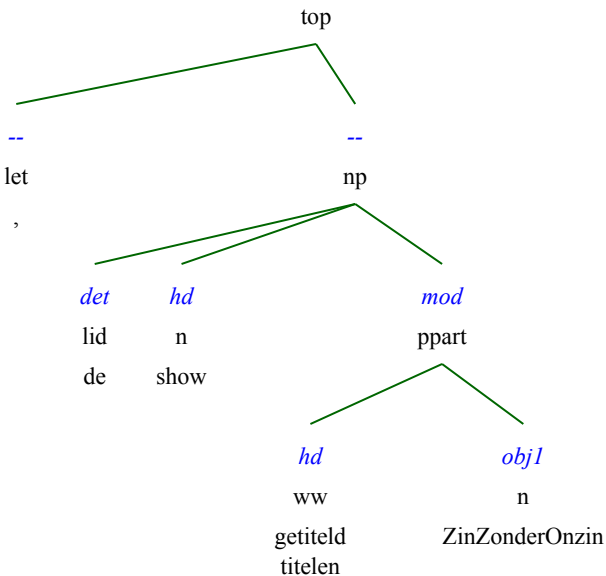 top
-- --
let np
,
det hd mod
lid n ppart
de show
hd obj1
ww n
getiteld ZinZonderOnzin
titelen